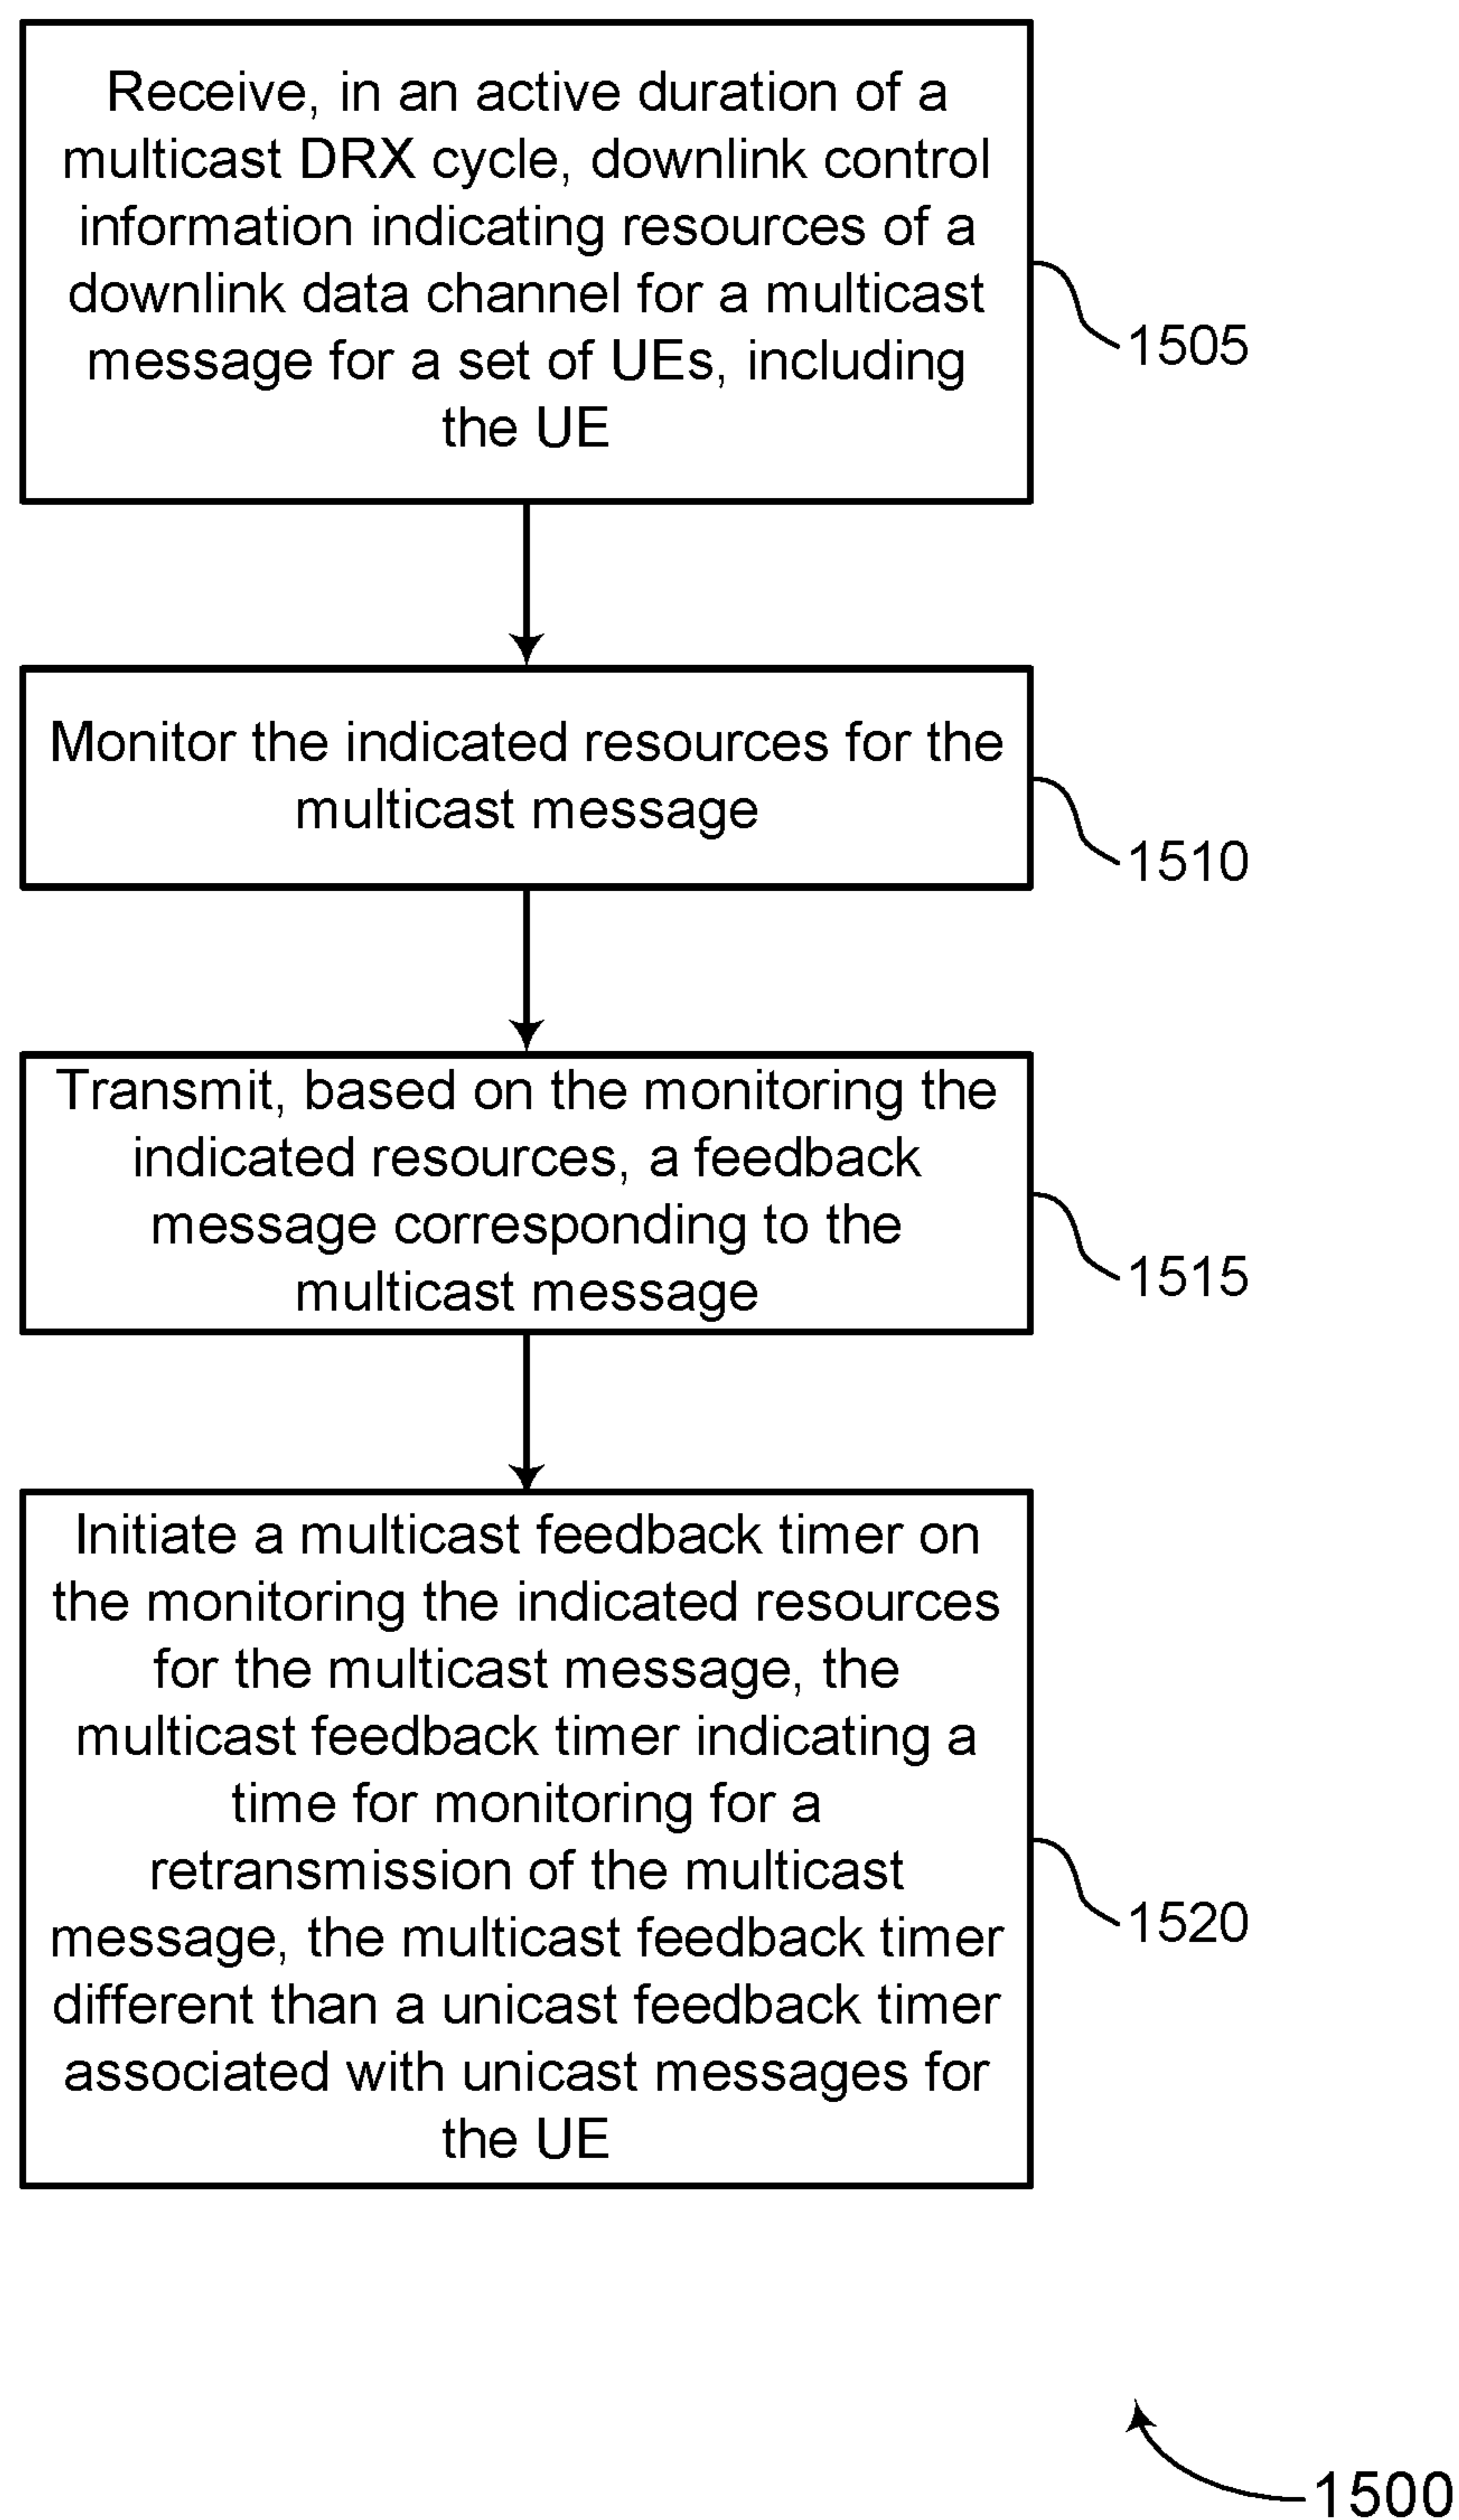 Receive, in an active duration of a
multicast DRX cycle, downlink control
information indicating resources of a
downlink data channel for a multicast
message for a set of UEs, including
the UE
1505
Monitor the indicated resources for the
multicast message
1510
Transmit, based on the monitoring the
indicated resources, a feedback
message corresponding to the
multicast message
1515
Initiate a multicast feedback timer on
the monitoring the indicated resources
for the multicast message, the
multicast feedback timer indicating a
time for monitoring for a
retransmission of the multicast
message, the multicast feedback timer
different than a unicast feedback timer
associated with unicast messages for
the UE
1520
1500